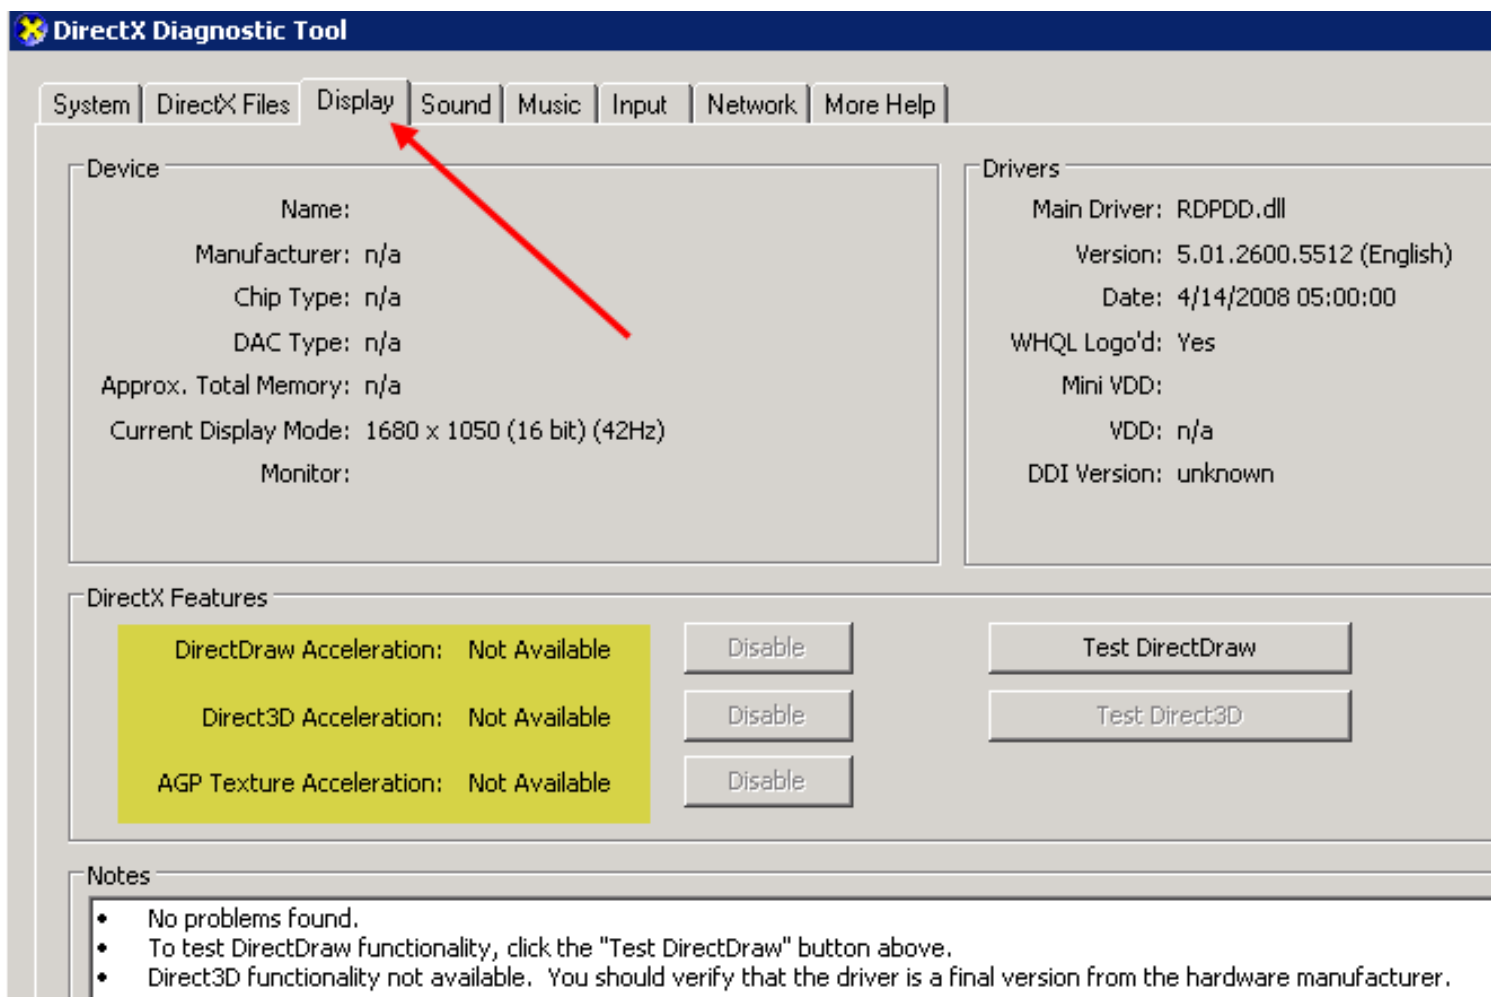 DirectX Diagnostic Tool
System DirectX Files Display Sound Music Input Network More Help
Device
Name:
Manufacturer: n/a
Chip Type: n/a
DAC Type: n/a
Approx. Total Memory: n/a
Current Display Mode: 1680 x 1050 (16 bit) (42Hz)
Monitor:
Drivers
Main Driver: RDPDD.dll
Version: 5.01.2600.5512 (English)
Date: 4/14/2008 05:00:00
WHQL Logo'd: Yes
Mini VDD:
VDD: n/a
DDI Version: unknown
DirectX Features
DirectDraw Acceleration: Not Available Disable Test DirectDraw
Direct3D Acceleration: Not Available Disable Test Direct3D
AGP Texture Acceleration: Not Available Disable
Notes
• No problems found.
• To test DirectDraw functionality, click the "Test DirectDraw" button above.
• Direct3D functionality not available. You should verify that the driver is a final version from the hardware manufacturer.